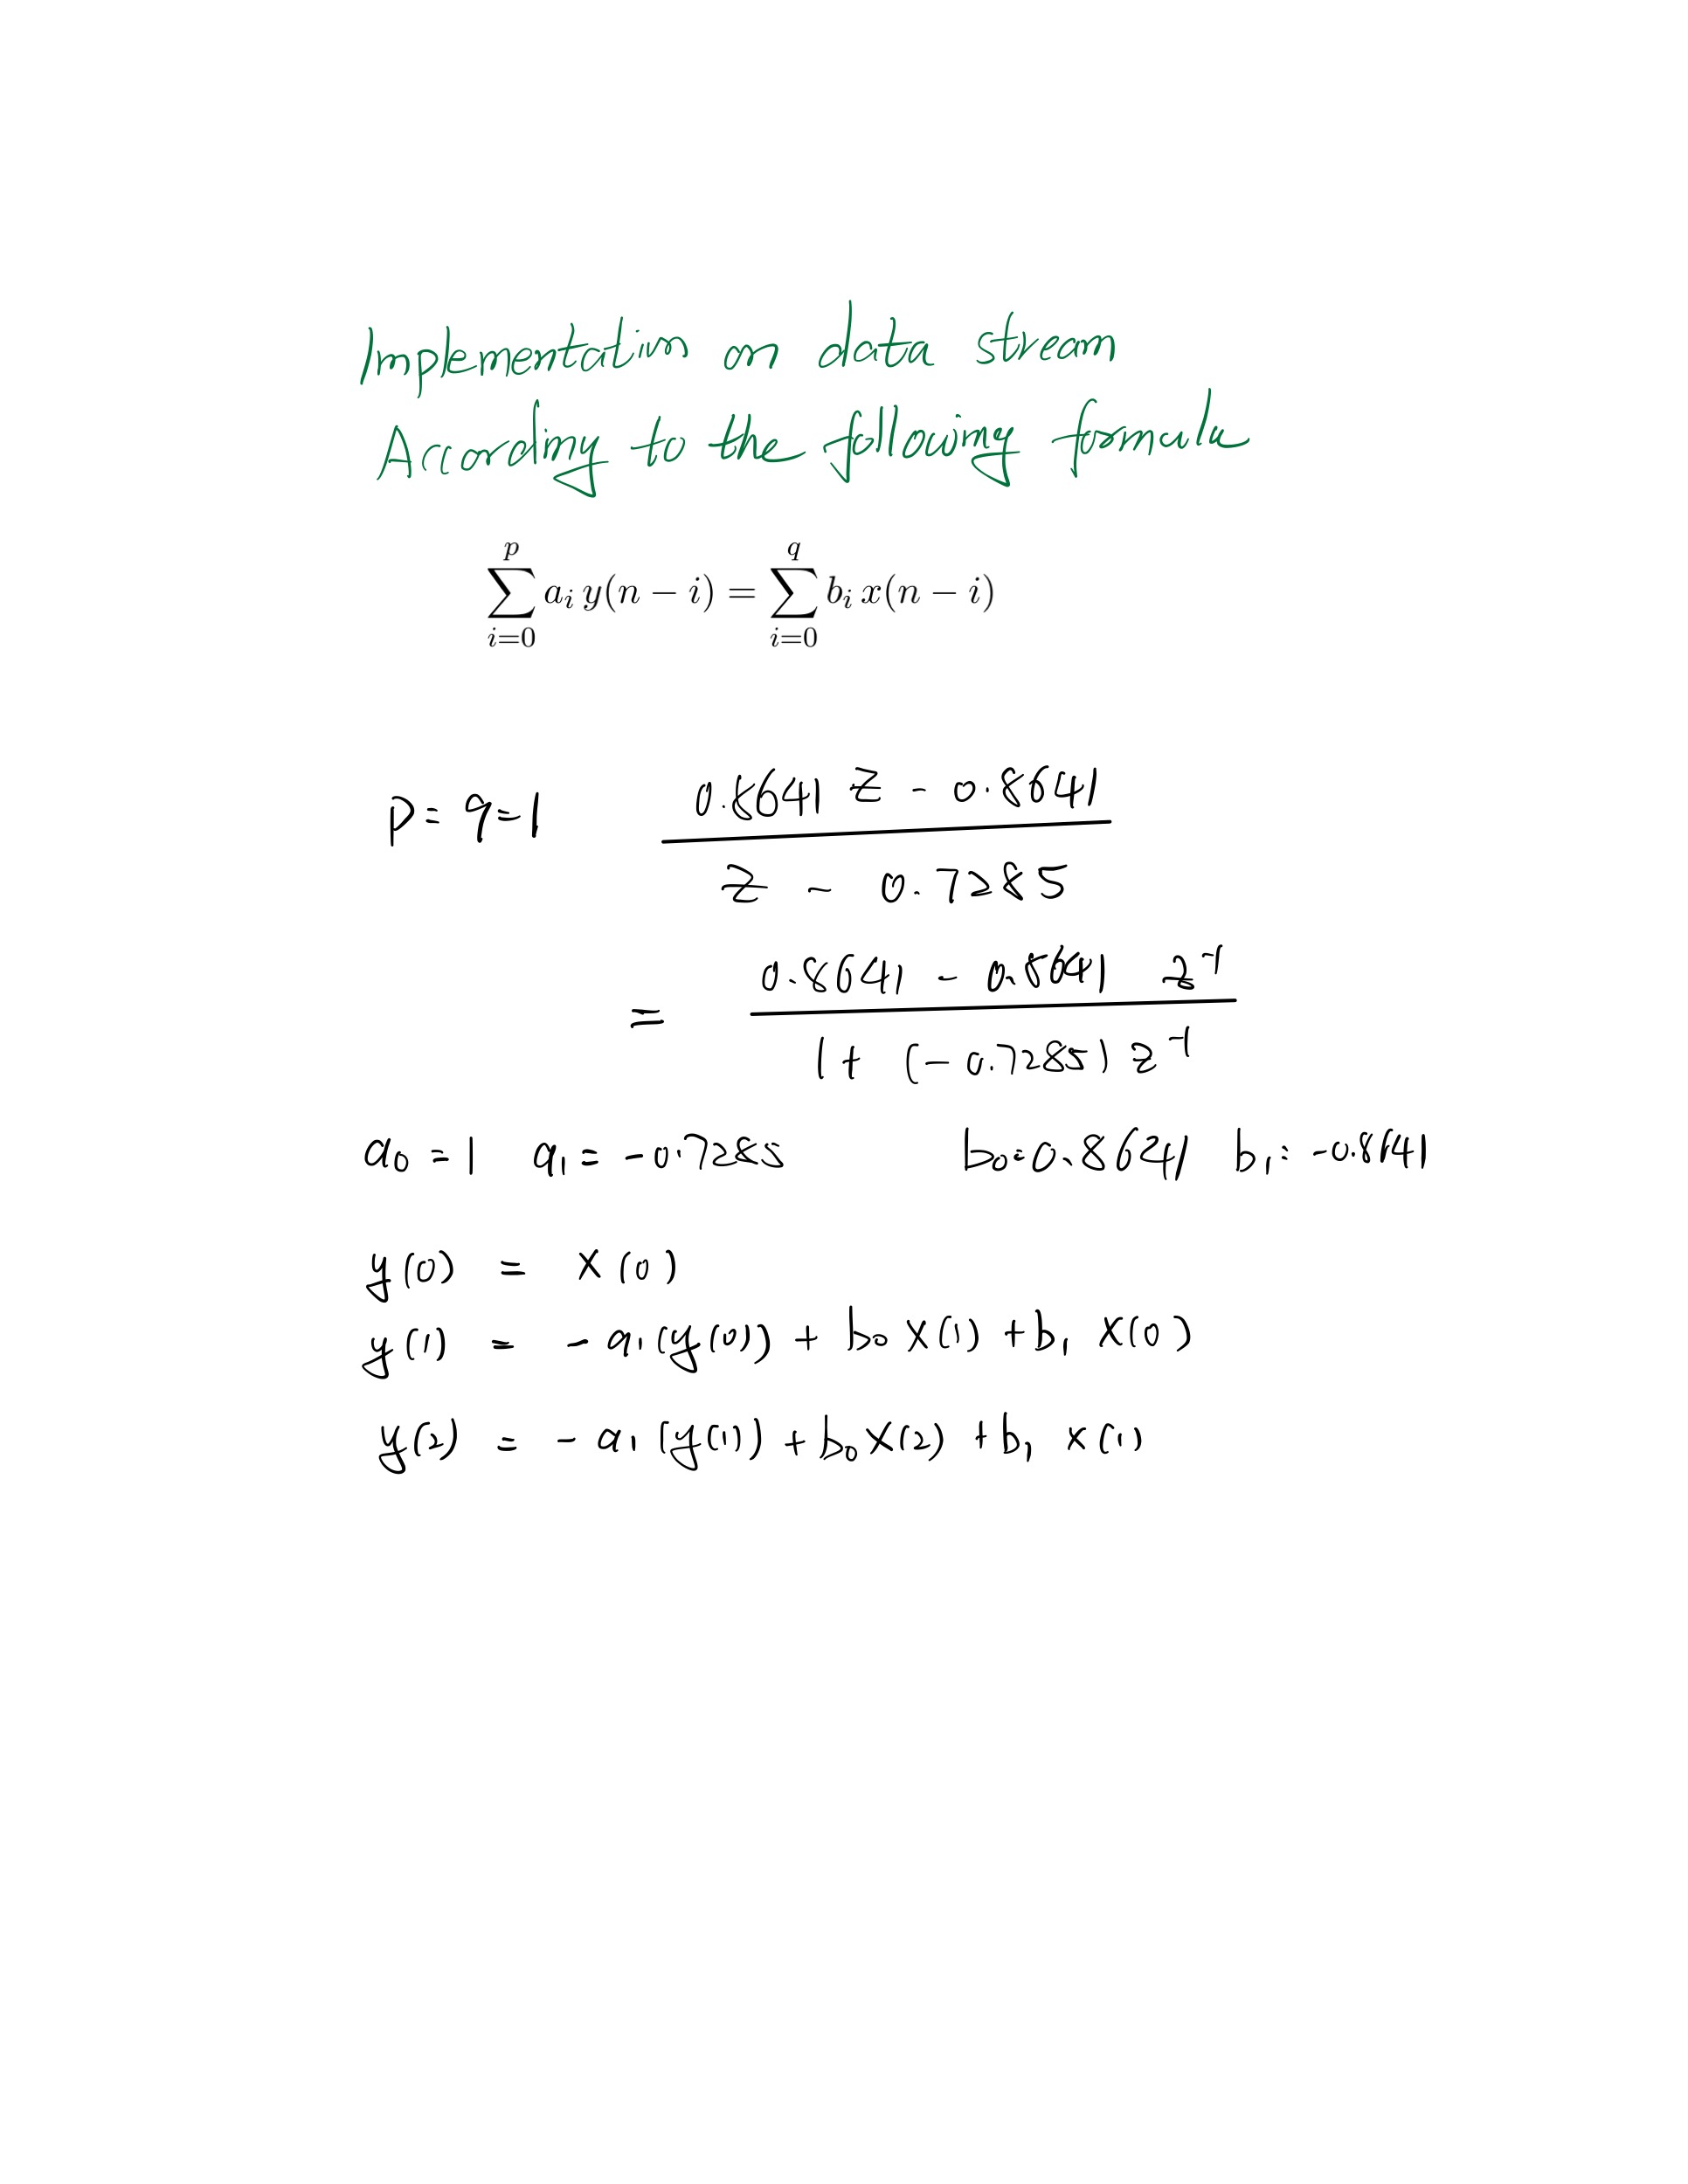 Implementation on data stream
According to the following formula
\sum_{i=0}^{p} a_i y(n-i) = \sum_{i=0}^{q} b_i x(n-i)
p = q = 1    \frac{0.8641 z - 0.8641}{z - 0.7285}
= \frac{0.8641 - 0.8641 z^{-1}}{1 + (-0.7285) z^{-1}}
a_0 = 1  a_1 = -0.7285    b_0 = 0.8641  b_1 = -0.8641
y(0) = x(0)
y(1) = - a_1 (y(0)) + b_0 x(1) + b_1 x(0)
y(2) = - a_1 (y(1)) + b_0 x(2) + b_1 x(1)